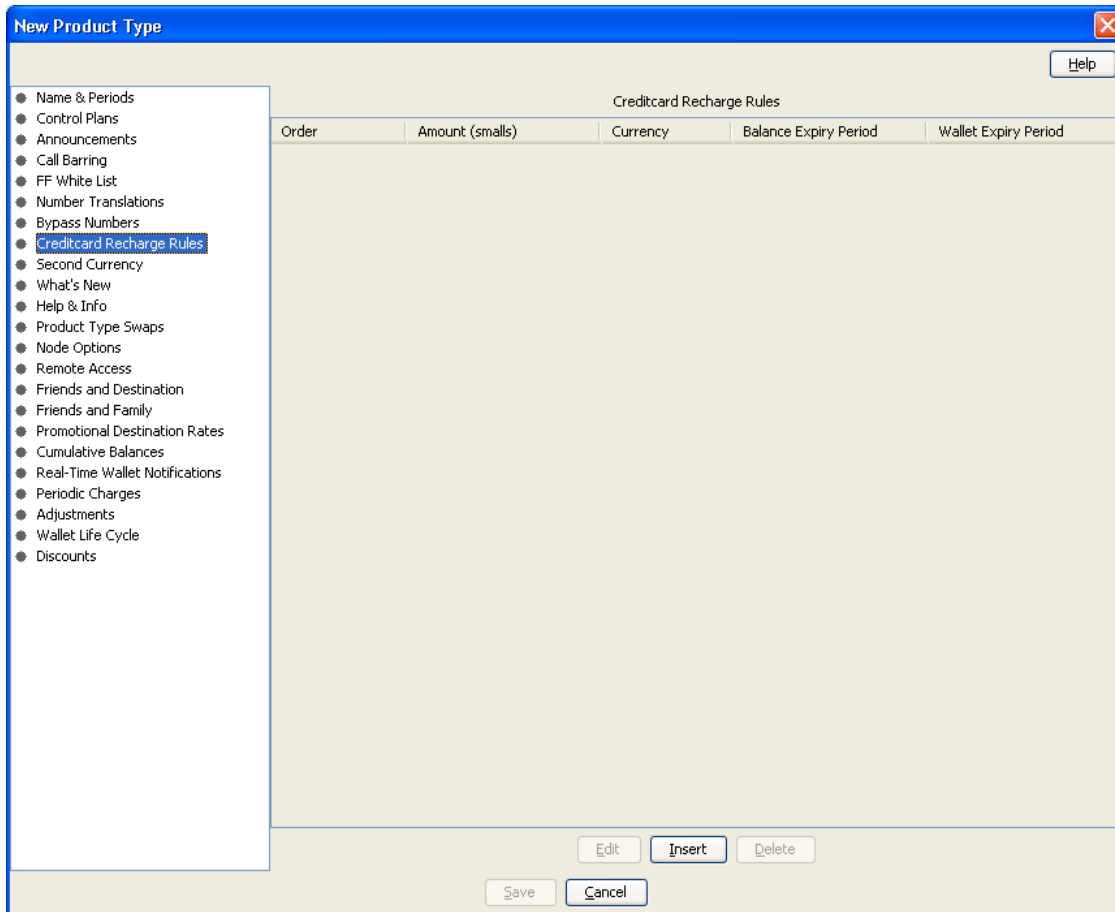 New Product Type
Help
Name & Periods
Control Plans
Announcements
Call Barring
FF White List
Number Translations
Bypass Numbers
Creditcard Recharge Rules
Second Currency
What's New
Help & Info
Product Type Swaps
Node Options
Remote Access
Friends and Destination
Friends and Family
Promotional Destination Rates
Cumulative Balances
Real-Time Wallet Notifications
Periodic Charges
Adjustments
Wallet Life Cycle
Discounts
Creditcard Recharge Rules
Order Amount (smalls) Currency Balance Expiry Period Wallet Expiry Period
Edit Insert Delete
Save Cancel